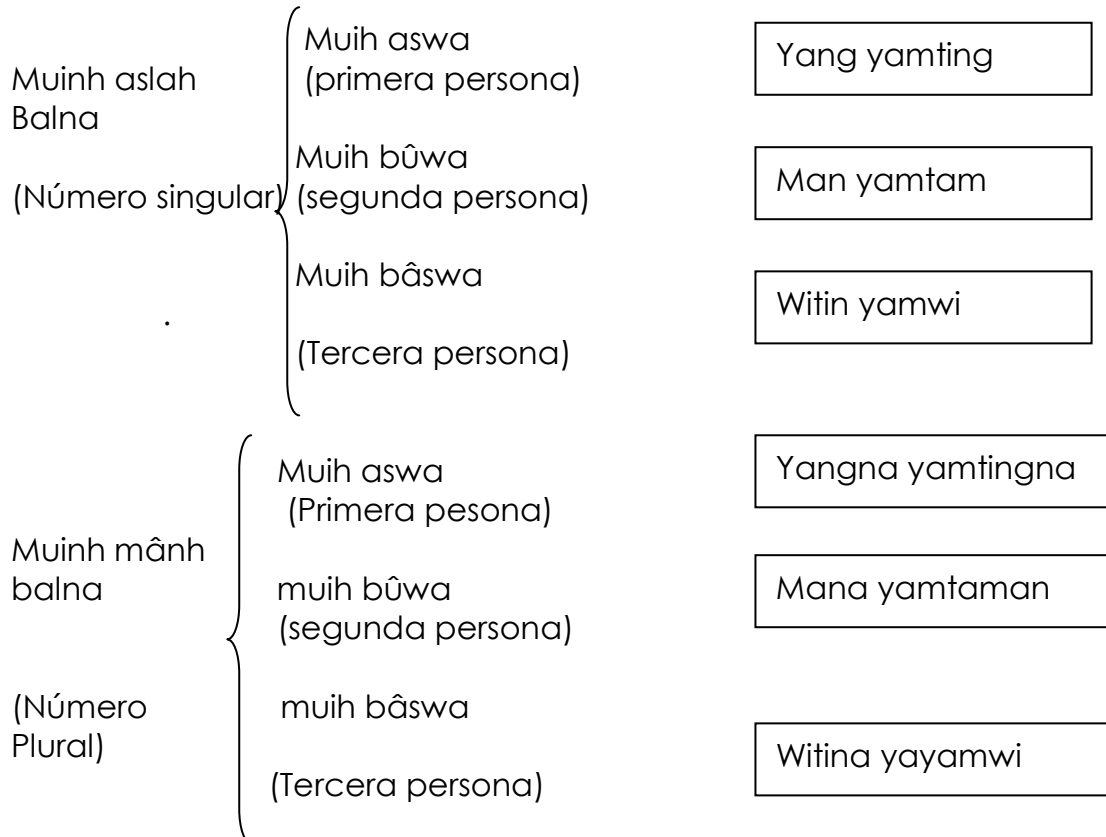 Muinh aslah
Balna
(Número singular)
Muih aswa
(primera persona)
Yang yamting
Muih bûwa
(segunda persona)
Man yamtam
Muih bâswa
(Tercera persona)
Witin yamwi
.
Muinh mânh
balna
(Número
Plural)
Muih aswa
(Primera pesona)
Yangna yamtingna
muih bûwa
(segunda persona)
Mana yamtaman
muih bâswa
(Tercera persona)
Witina yayamwi